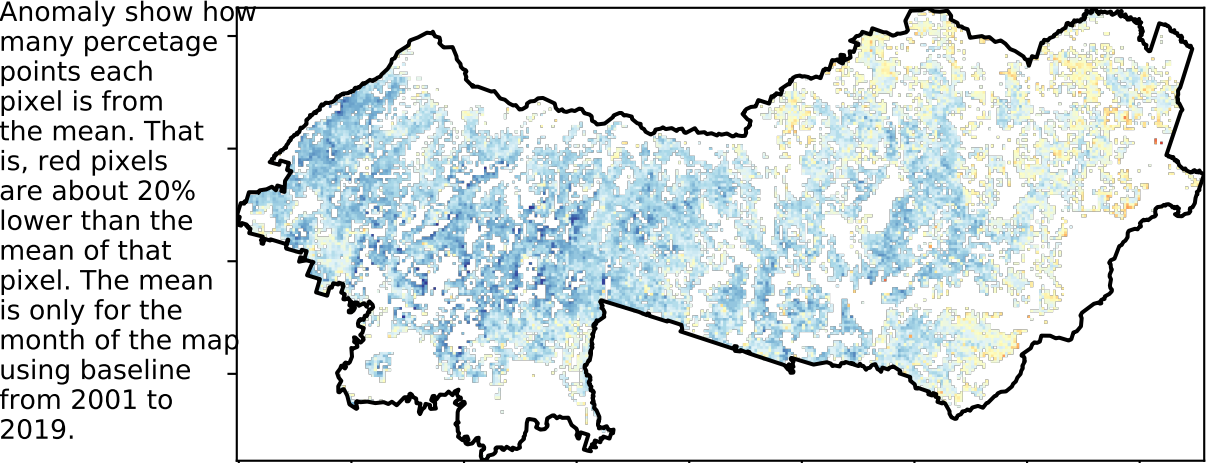 Anomaly show how
many percetage
points each
pixel is from
the mean. That
is, red pixels
are about 20%
lower than the
mean of that
pixel. The mean
is only for the
month of the map
using baseline
from 2001 to
2019.